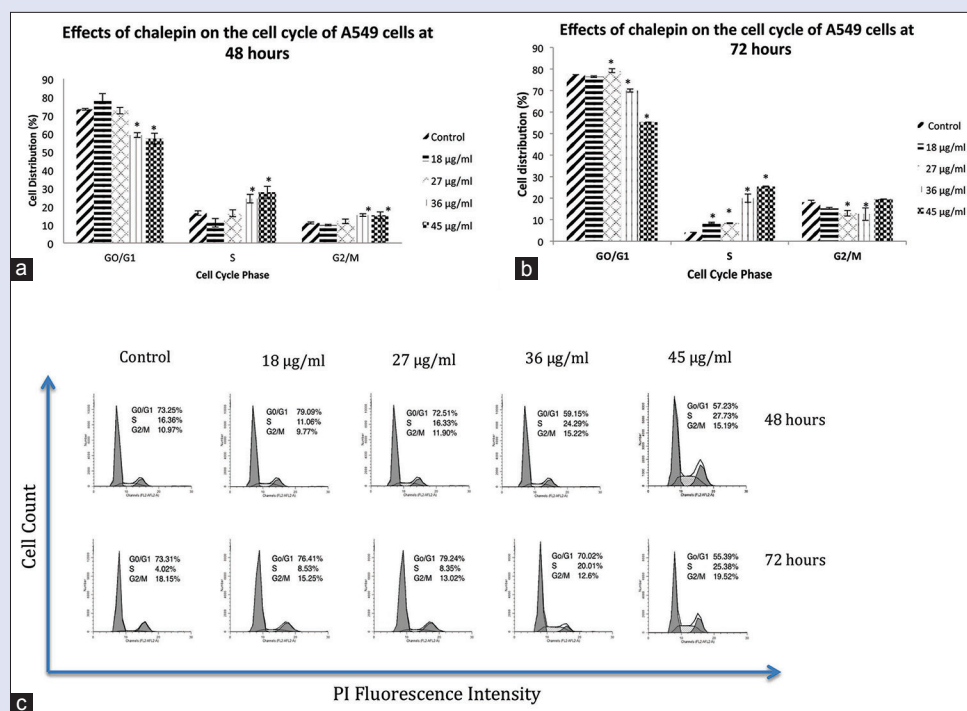 Effects of chalepin on the cell cycle of A549 cells at
48 hours
90
80
70
60
50
40
30
20
10
0
Cell Distribution (%)
* *
* *
* *
GO/G1 S G2/M
Cell Cycle Phase
Control
18 µg/ml
27 µg/ml
36 µg/ml
45 µg/ml
a
Effects of chalepin on the cell cycle of A549 cells at
72 hours
90
80
70
60
50
40
30
20
10
0
Cell distribution (%)
* * *
* * * *
* *
GO/G1 S G2/M
Cell Cycle Phase
Control
18 µg/ml
27 µg/ml
36 µg/ml
45 µg/ml
b
Control 18 µg/ml 27 µg/ml 36 µg/ml 45 µg/ml
G0/G1 73.25%
S 16.36%
G2/M 10.97%
G0/G1 79.09%
S 11.06%
G2/M 9.77%
G0/G1 72.51%
S 16.33%
G2/M 11.90%
G0/G1 59.15%
S 24.29%
G2/M 15.22%
G0/G1 57.23%
S 27.73%
G2/M 15.19%
48 hours
G0/G1 73.31%
S 4.02%
G2/M 18.15%
G0/G1 76.41%
S 8.53%
G2/M 15.25%
Go/G1 79.24%
S 8.35%
G2/M 13.02%
G0/G1 70.02%
S 20.01%
G2/M 12.6%
G0/G1 55.39%
S 25.38%
G2/M 19.52%
72 hours
Cell Count
PI Fluorescence Intensity
c